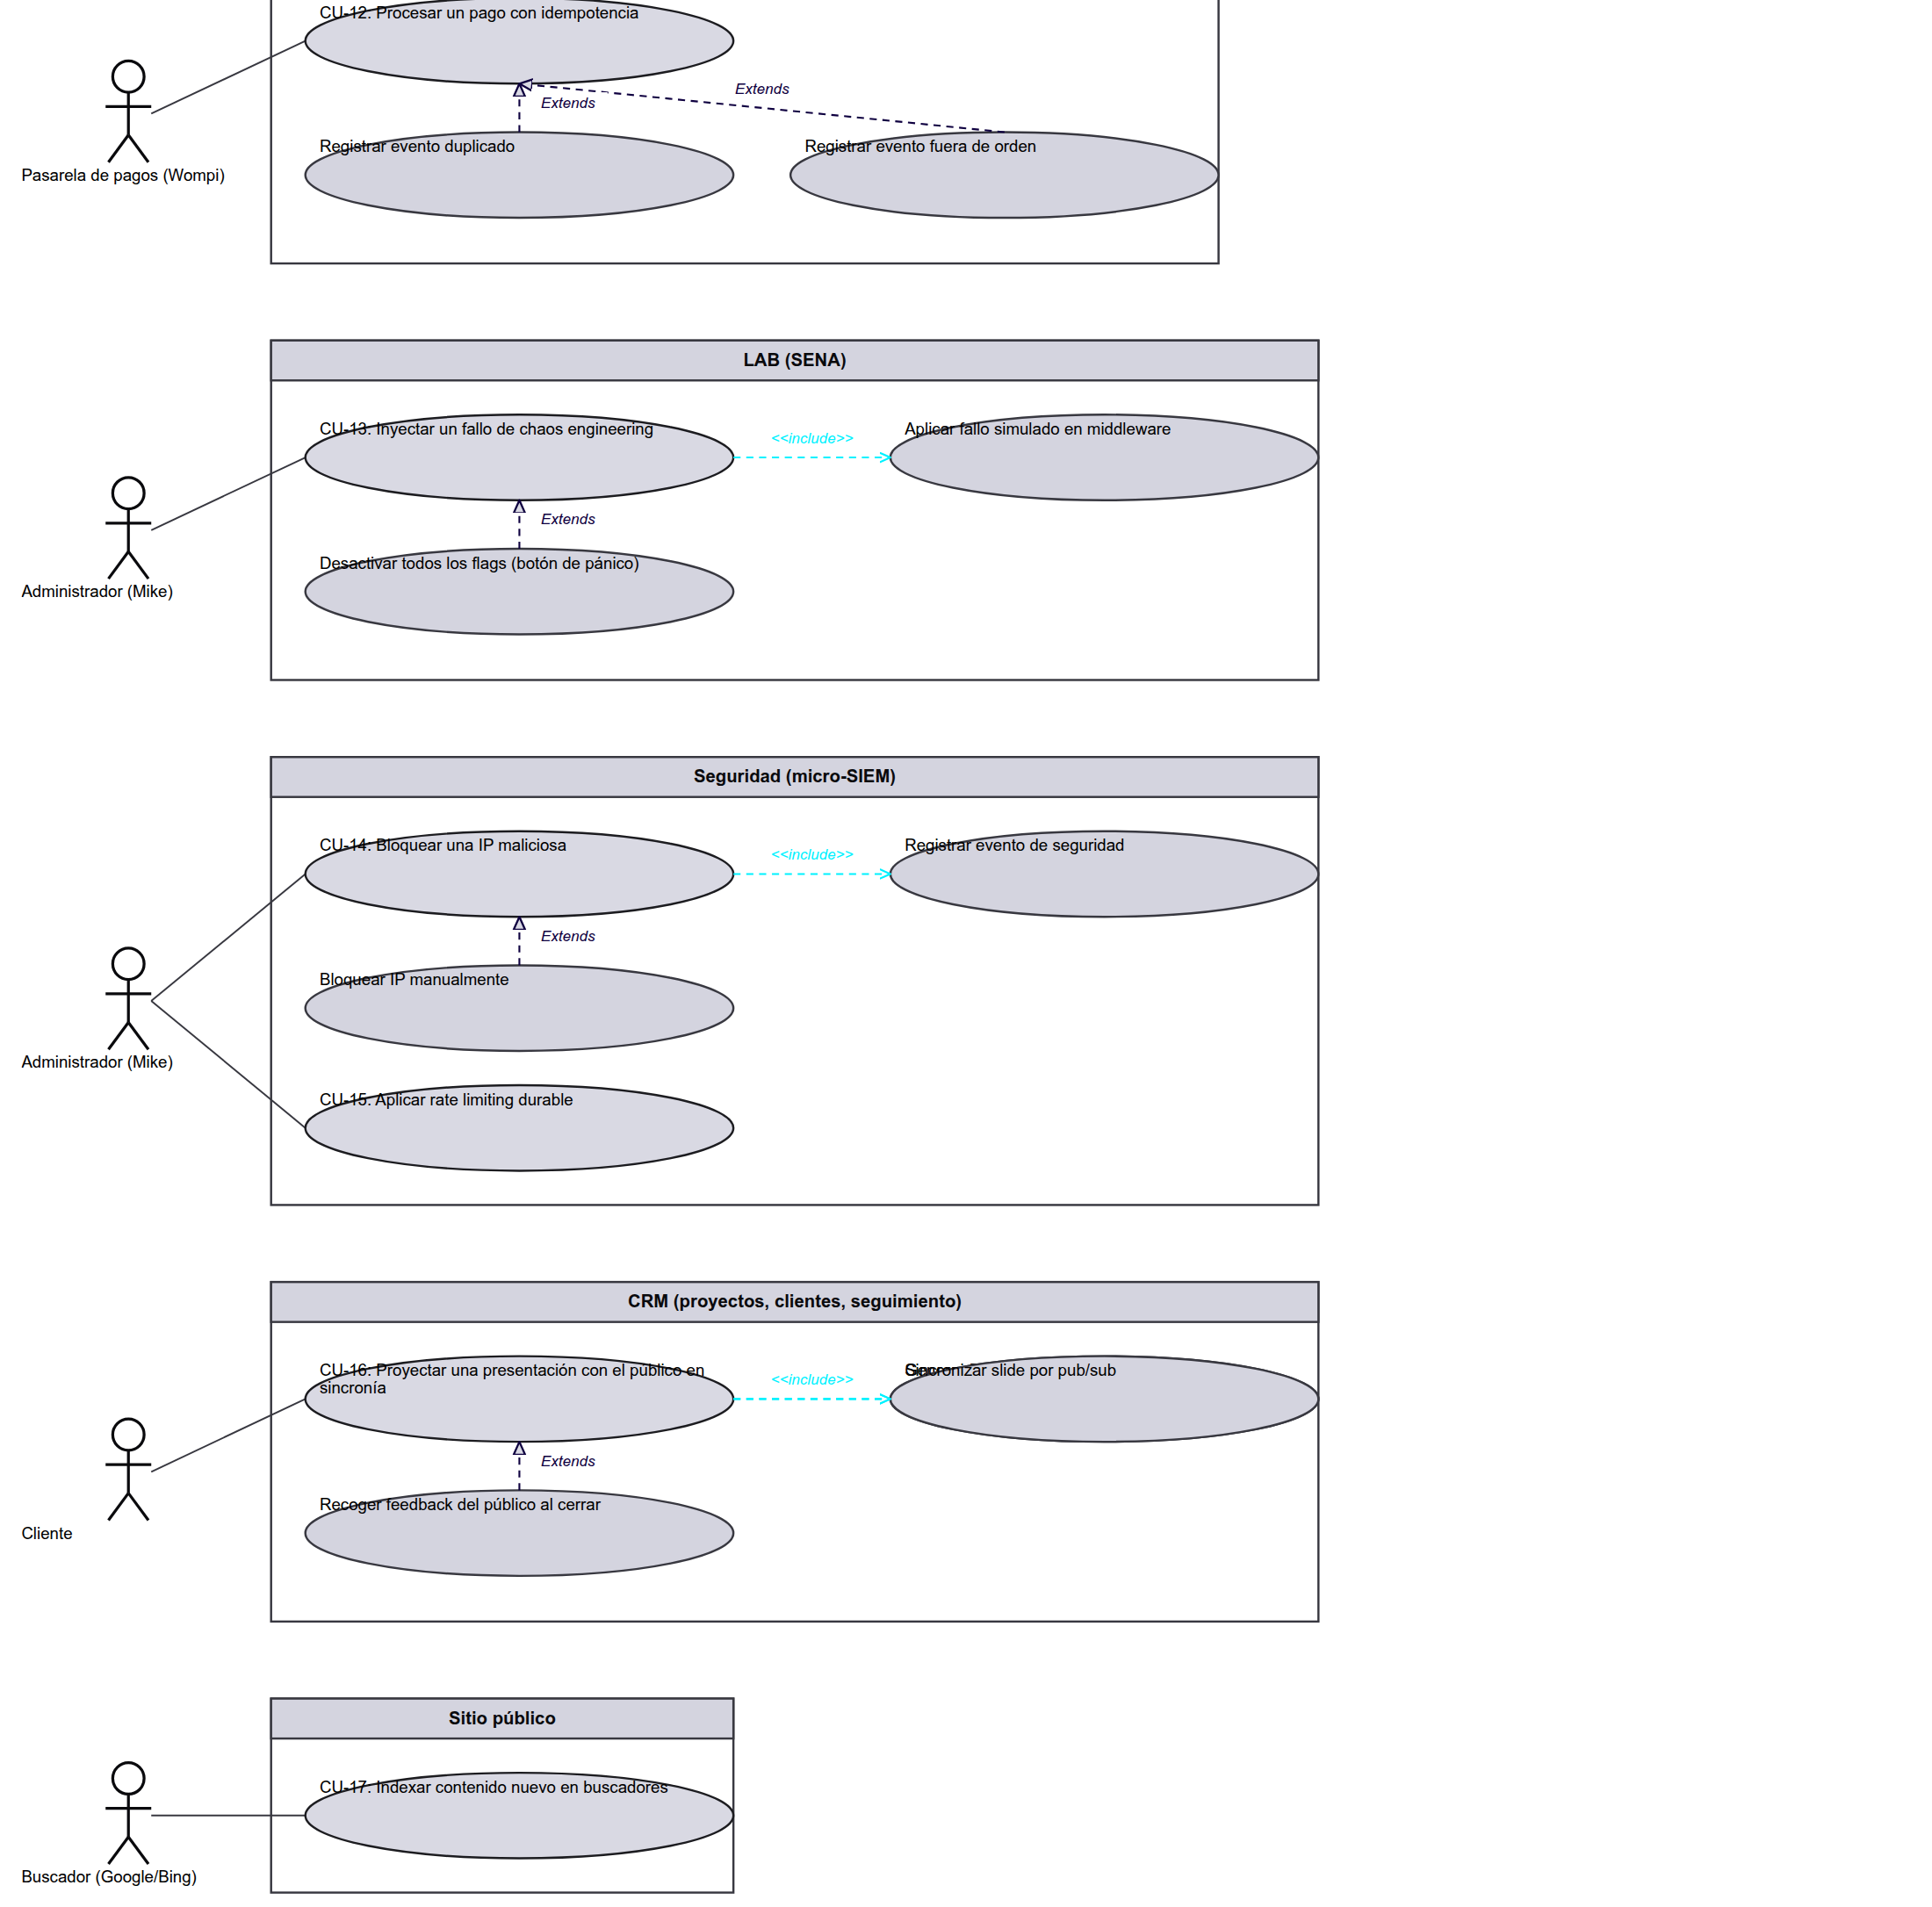 CU-12: Procesar un pago con idempotencia
Extends
Extends
Registrar evento duplicado
Registrar evento fuera de orden
Pasarela de pagos (Wompi)
LAB (SENA)
CU-13: Inyectar un fallo de chaos engineering
<<include>>
Aplicar fallo simulado en middleware
Extends
Desactivar todos los flags (botón de pánico)
Administrador (Mike)
Seguridad (micro-SIEM)
CU-14: Bloquear una IP maliciosa
<<include>>
Registrar evento de seguridad
Extends
Bloquear IP manualmente
Administrador (Mike)
CU-15: Aplicar rate limiting durable
CRM (proyectos, clientes, seguimiento)
CU-16: Proyectar una presentación con el público en
sincronía
<<include>>
Sincronizar slide por pub/sub
Extends
Recoger feedback del público al cerrar
Cliente
Sitio público
CU-17: Indexar contenido nuevo en buscadores
Buscador (Google/Bing)